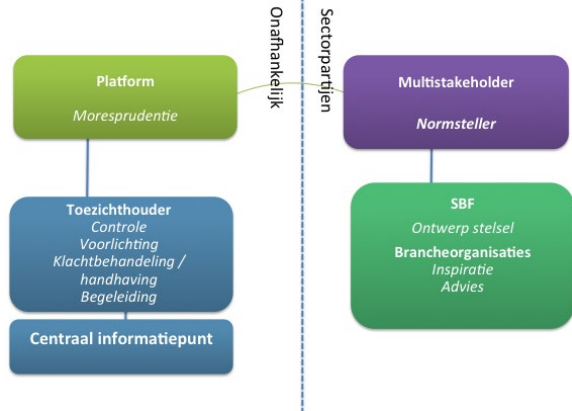 Onafhankelijk
Sectorpartijen
Platform
Moresprudentie
Toezichthouder
Controle
Voorlichting
Klachtbehandeling /
handhaving
Begeleiding
Centraal informatiepunt
Multistakeholder
Normsteller
SBF
Ontwerp stelsel
Brancheorganisaties
Inspiratie
Advies